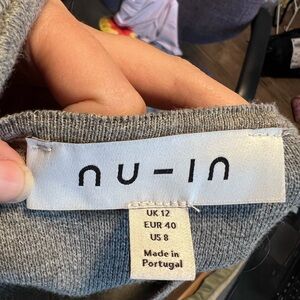 nu-in
UK 12
EUR 40
US 8
Made in
Portugal